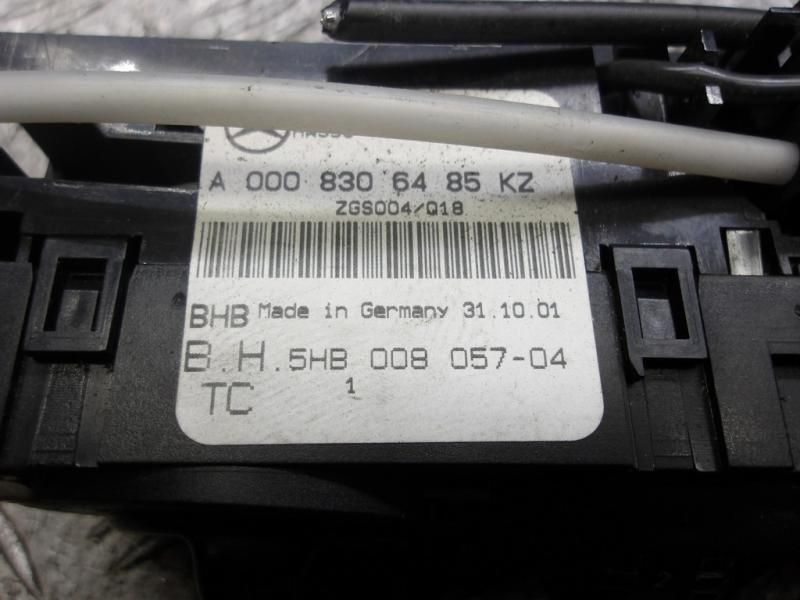 A 000 830 64 85 KZ
ZGS004/Q18
BHB Made in Germany 31.10.01
B.H.5HB 008 057-04
TC 1